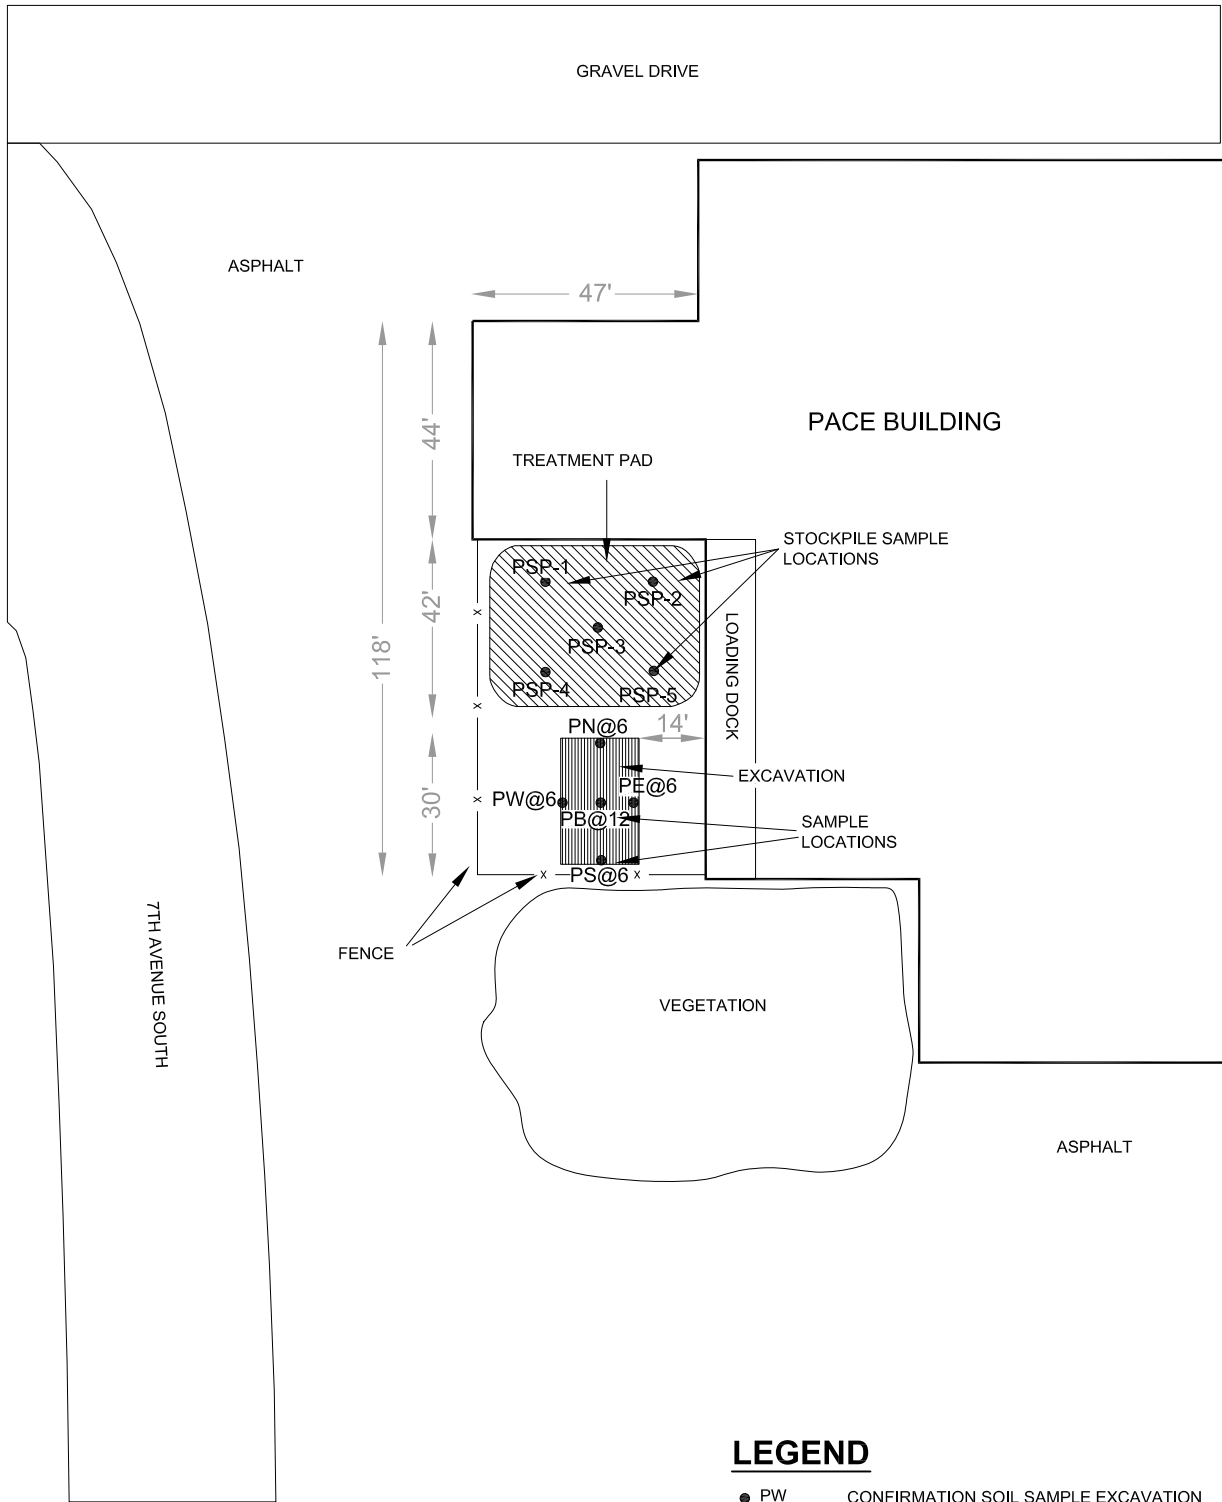 GRAVEL DRIVE
ASPHALT
47'
44'
PACE BUILDING
TREATMENT PAD
STOCKPILE SAMPLE
LOCATIONS
PSP-1
PSP-2
x
42'
118'
PSP-3
LOADING DOCK
PSP-4
PSP-5
x
PN@6
14'
EXCAVATION
30'
PW@6
x
PE@6
PB@12
SAMPLE
LOCATIONS
x
PS@6
x
7TH AVENUE SOUTH
FENCE
VEGETATION
ASPHALT
LEGEND
PW CONFIRMATION SOIL SAMPLE EXCAVATION